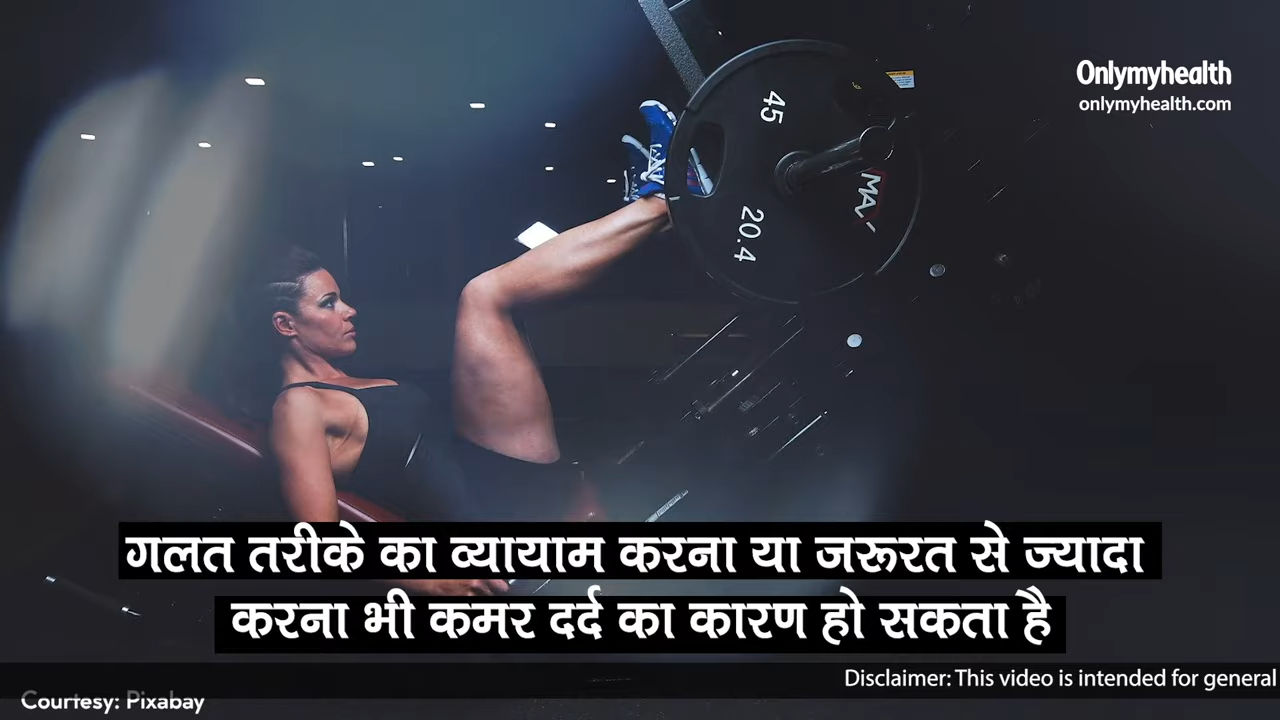 Onlymyhealth
onlymyhealth.com
45
MAX
20.4
गलत तरीके का व्यायाम करना या जरूरत से ज्यादा
करना भी कमर दर्द का कारण हो सकता है
Disclaimer: This video is intended for general
Courtesy: Pixabay